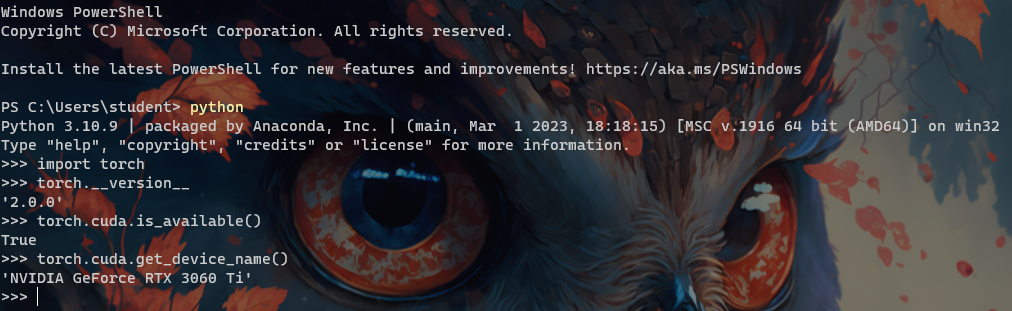 Windows PowerShell
Copyright (C) Microsoft Corporation. All rights reserved.
Install the latest PowerShell for new features and improvements! https://aka.ms/PSWindows
PS C:\Users\student> python
Python 3.10.9 | packaged by Anaconda, Inc. | (main, Mar  1 2023, 18:18:15) [MSC v.1916 64 bit (AMD64)] on win32
Type "help", "copyright", "credits" or "license" for more information.
>>> import torch
>>> torch.__version__
'2.0.0'
>>> torch.cuda.is_available()
True
>>> torch.cuda.get_device_name()
'NVIDIA GeForce RTX 3060 Ti'
>>>